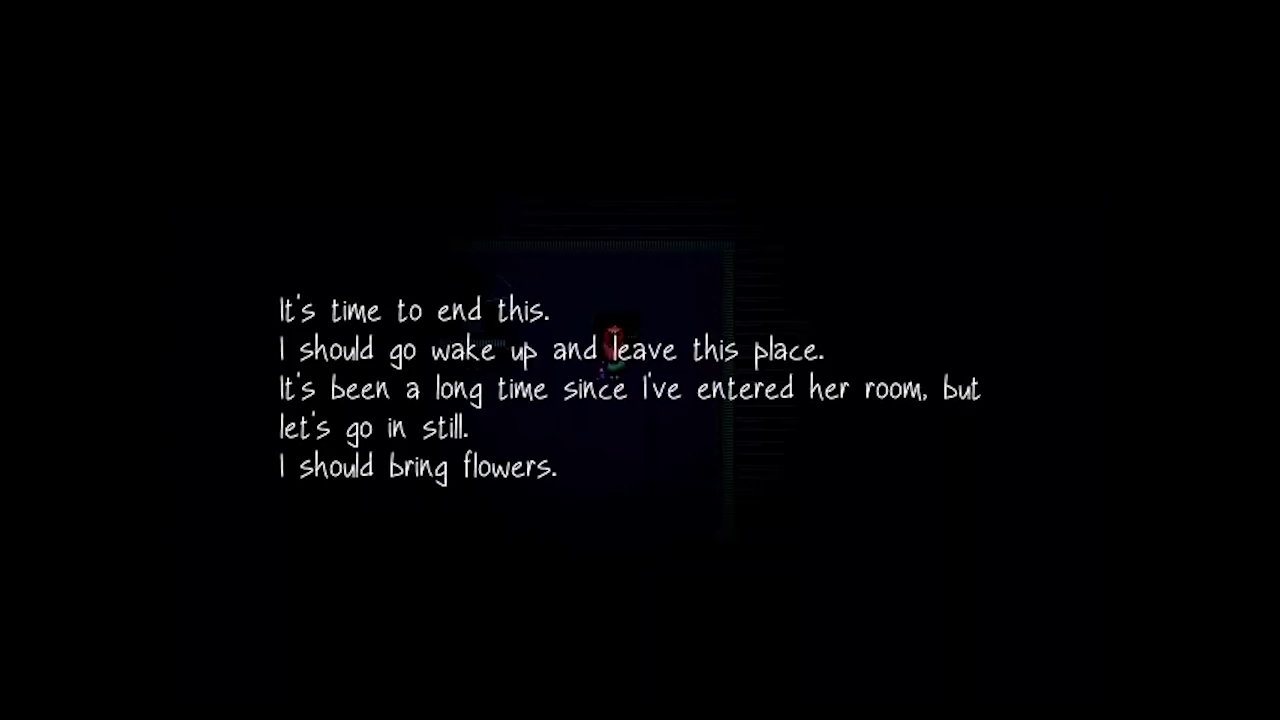 It's time to end this.
I should go wake up and leave this place.
It's been a long time since I've entered her room, but
let's go in still.
I should bring flowers.